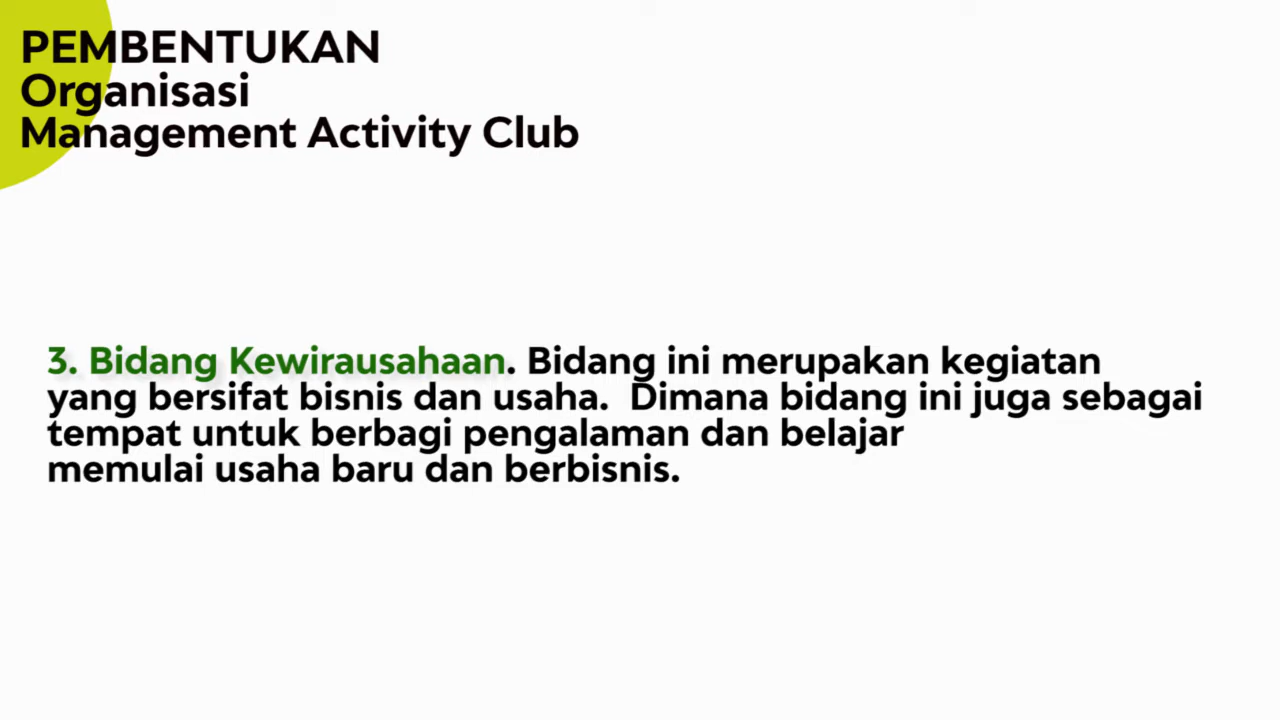 PEMBENTUKAN
Organisasi
Management Activity Club
3. Bidang Kewirausahaan. Bidang ini merupakan kegiatan
yang bersifat bisnis dan usaha.  Dimana bidang ini juga sebagai
tempat untuk berbagi pengalaman dan belajar
memulai usaha baru dan berbisnis.